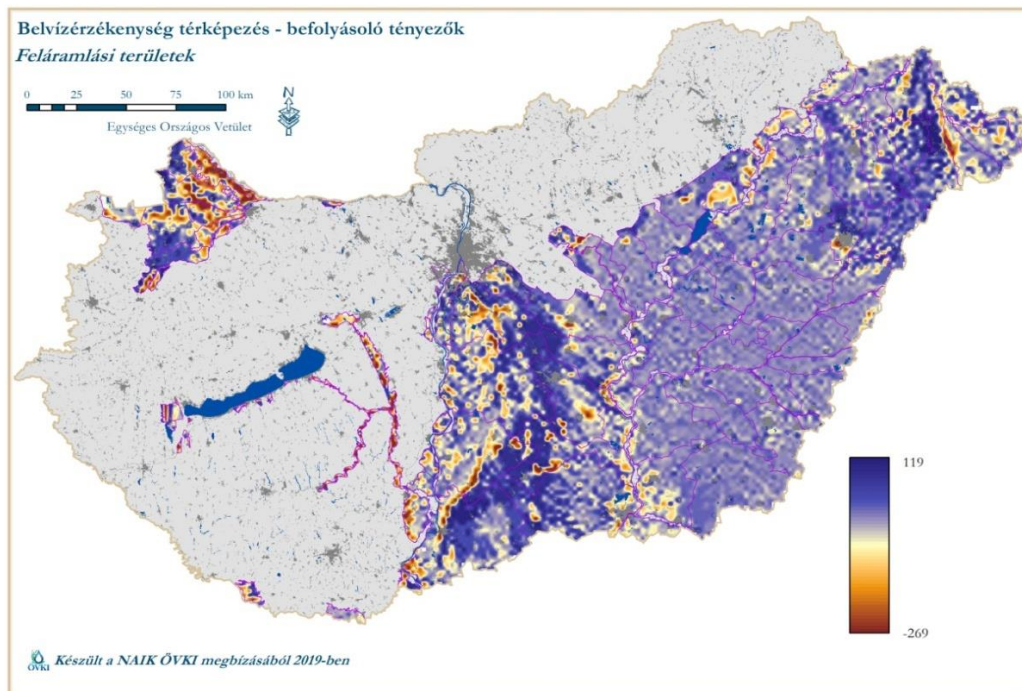 Belvízérzékenység térképezés - befolyásoló tényezők
Feláramlási területek
0 25 50 75 100 km
N
Egységes Országos Vetület
119
-269
ÖVKI
Készült a NAIK ÖVKI megbízásából 2019-ben